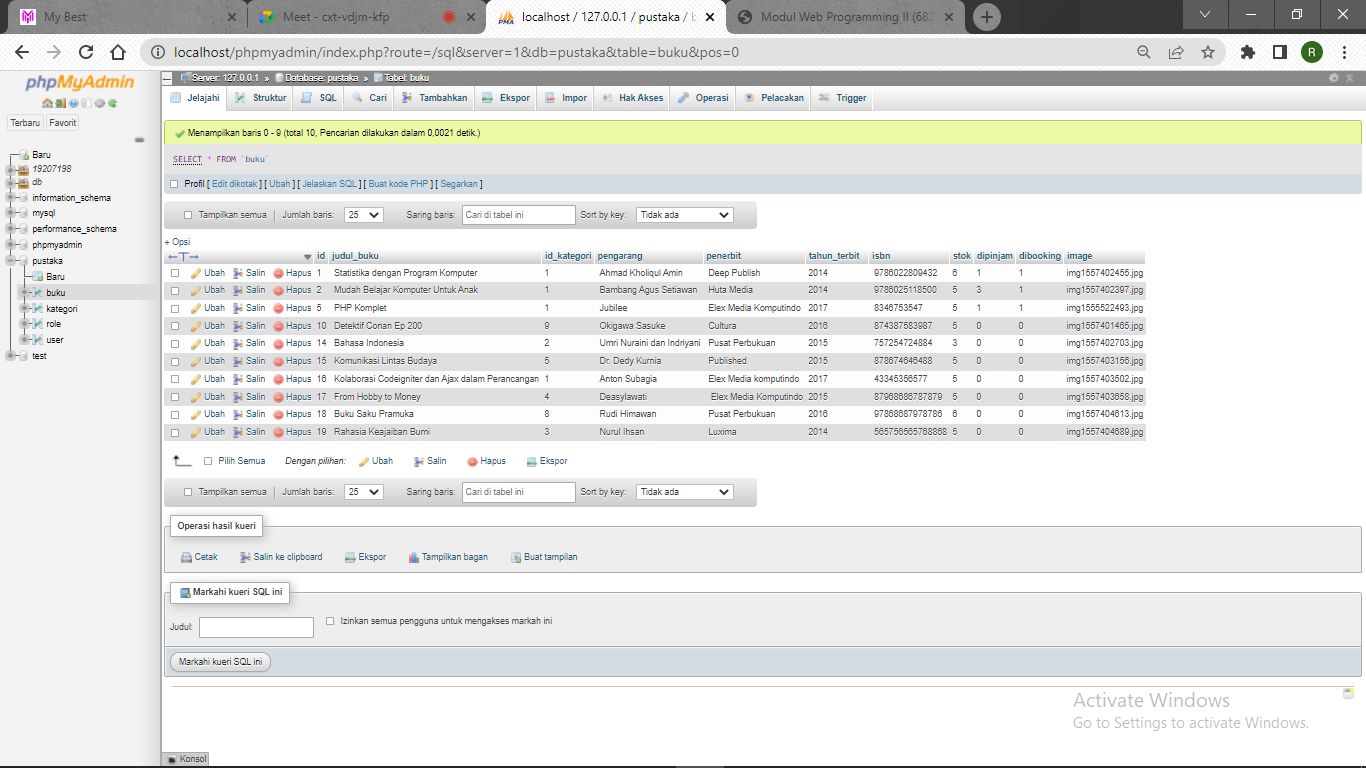 My Best
Meet - cxt-vdjm-kfp
localhost / 127.0.0.1 / pustaka / b
Modul Web Programming II (682
localhost/phpmyadmin/index.php?route=/sql&server=1&db=pustaka&table=buku&pos=0
R
phpMyAdmin
Terbaru Favorit
Baru
19207198
db
information_schema
mysql
performance_schema
phpmyadmin
pustaka
Baru
buku
kategori
role
user
test
Server: 127.0.0.1 » Database: pustaka » Tabel: buku
Jelajahi Struktur SQL Cari Tambahkan Ekspor Impor Hak Akses Operasi Pelacakan Trigger
Menampilkan baris 0 - 9 (total 10, Pencarian dilakukan dalam 0,0021 detik.)
SELECT * FROM `buku`
Profil [ Edit dikotak ] [ Ubah ] [ Jelaskan SQL ] [ Buat kode PHP ] [ Segarkan ]
Tampilkan semua | Jumlah baris: 25 Saring baris: Cari di tabel ini Sort by key: Tidak ada
+ Opsi
←T→ id judul_buku id_kategori pengarang penerbit tahun_terbit isbn stok dipinjam dibooking image
Ubah Salin Hapus 1 Statistika dengan Program Komputer 1 Ahmad Kholiqul Amin Deep Publish 2014 9786022809432 6 1 1 img1557402455.jpg
Ubah Salin Hapus 2 Mudah Belajar Komputer Untuk Anak 1 Bambang Agus Setiawan Huta Media 2014 9786025118500 5 3 1 img1557402397.jpg
Ubah Salin Hapus 5 PHP Komplet 1 Jubilee Elex Media Komputindo 2017 8346753547 5 1 1 img1555522493.jpg
Ubah Salin Hapus 10 Detektif Conan Ep 200 9 Okigawa Sasuke Cultura 2016 874387583987 5 0 0 img1557401465.jpg
Ubah Salin Hapus 14 Bahasa Indonesia 2 Umri Nuraini dan Indriyani Pusat Perbukuan 2015 757254724884 3 0 0 img1557402703.jpg
Ubah Salin Hapus 15 Komunikasi Lintas Budaya 5 Dr. Dedy Kurnia Published 2015 878674646488 5 0 0 img1557403156.jpg
Ubah Salin Hapus 16 Kolaborasi Codeigniter dan Ajax dalam Perancangan 1 Anton Subagia Elex Media komputindo 2017 43345356577 5 0 0 img1557403502.jpg
Ubah Salin Hapus 17 From Hobby to Money 4 Deasylawati Elex Media Komputindo 2015 87968686787879 5 0 0 img1557403658.jpg
Ubah Salin Hapus 18 Buku Saku Pramuka 8 Rudi Himawan Pusat Perbukuan 2016 97868687978786 6 0 0 img1557404613.jpg
Ubah Salin Hapus 19 Rahasia Keajaiban Bumi 3 Nurul Ihsan Luxima 2014 565756565768868 5 0 0 img1557404689.jpg
Pilih Semua Dengan pilihan: Ubah Salin Hapus Ekspor
Tampilkan semua | Jumlah baris: 25 Saring baris: Cari di tabel ini Sort by key: Tidak ada
Operasi hasil kueri
Cetak Salin ke clipboard Ekspor Tampilkan bagan Buat tampilan
Markahi kueri SQL ini
Judul: Izinkan semua pengguna untuk mengakses markah ini
Markahi kueri SQL ini
Activate Windows
Go to Settings to activate Windows.
Konsol